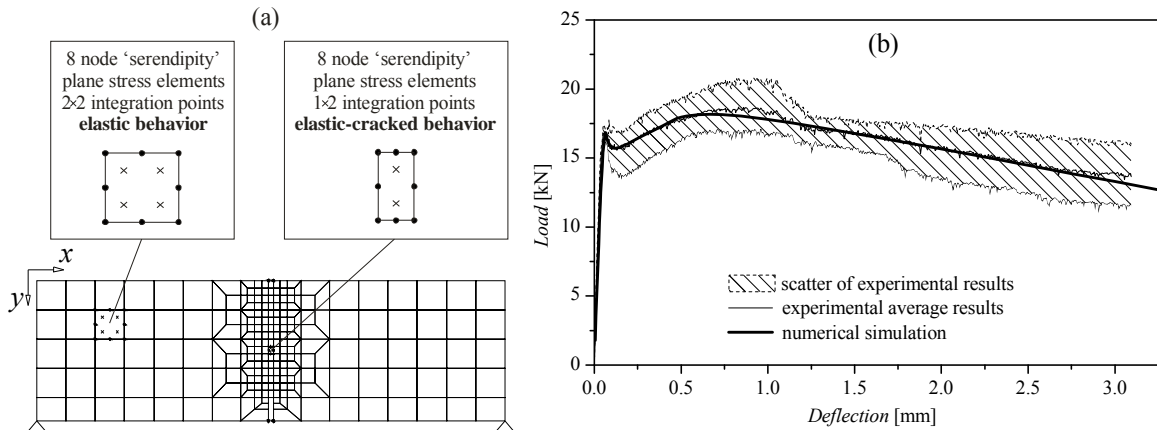 (a)
8 node ‘serendipity’
plane stress elements
2×2 integration points
elastic behavior
8 node ‘serendipity’
plane stress elements
1×2 integration points
elastic-cracked behavior
x
y
(b)
25
20
15
10
5
0
Load [kN]
scatter of experimental results
experimental average results
numerical simulation
0.0 0.5 1.0 1.5 2.0 2.5 3.0
Deflection [mm]